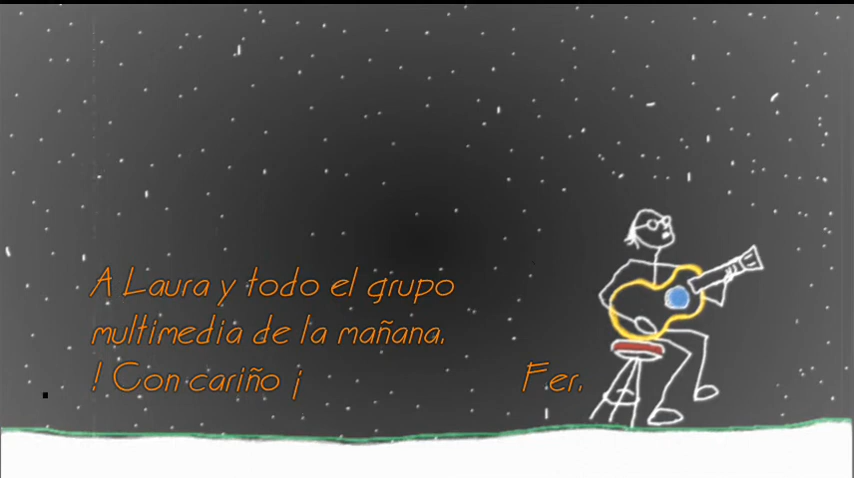 A Laura y todo el grupo
multimedia de la mañana.
! Con cariño ¡
Fer.